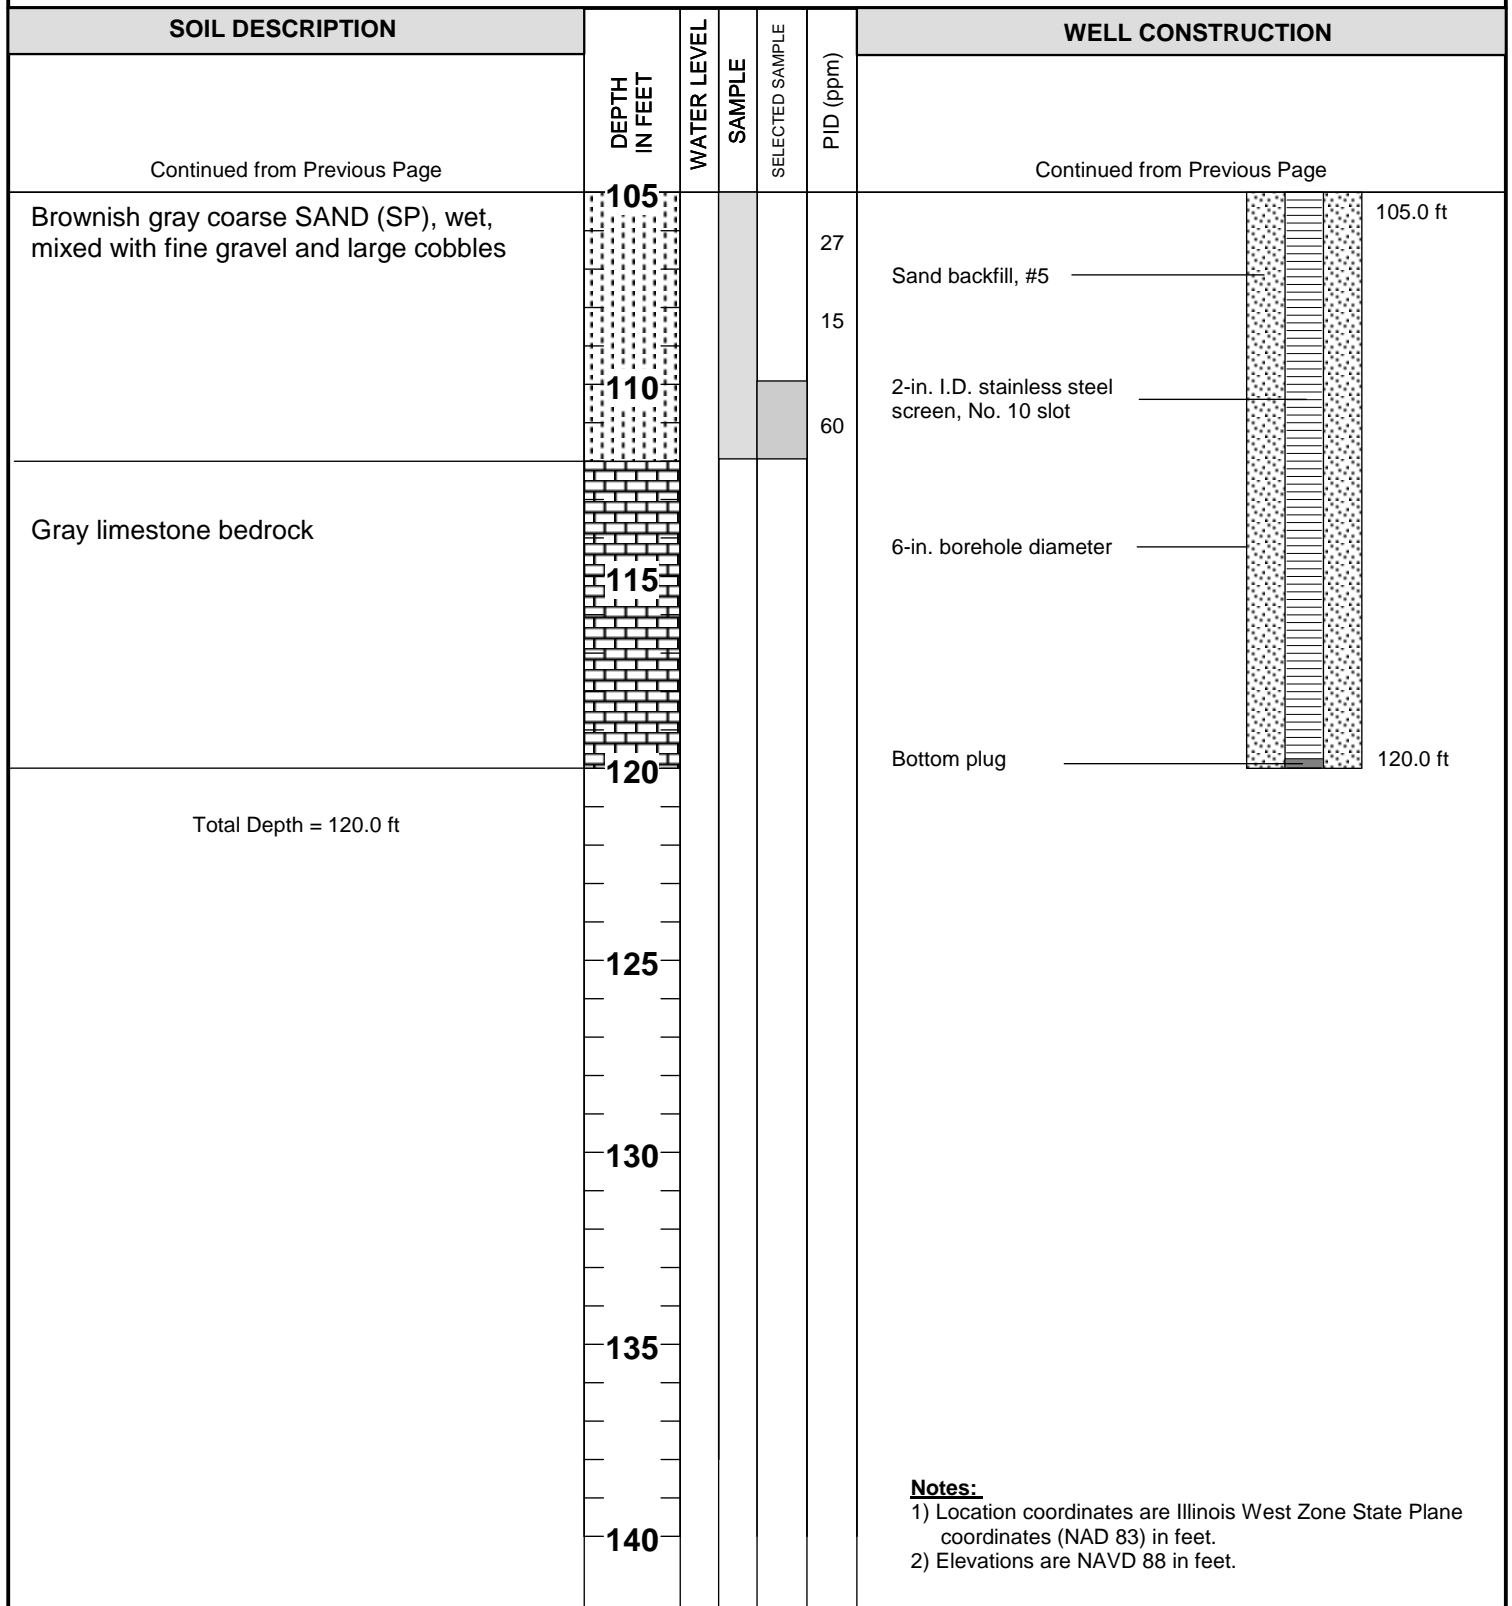 SOIL DESCRIPTION
DEPTH
IN FEET
WATER LEVEL
SAMPLE
SELECTED SAMPLE
PID (ppm)
WELL CONSTRUCTION
Continued from Previous Page
Continued from Previous Page
Brownish gray coarse SAND (SP), wet,
mixed with fine gravel and large cobbles
Gray limestone bedrock
Total Depth = 120.0 ft
105
110
115
120
125
130
135
140
27
15
60
105.0 ft
Sand backfill, #5
2-in. I.D. stainless steel
screen, No. 10 slot
6-in. borehole diameter
Bottom plug
120.0 ft
Notes:
1) Location coordinates are Illinois West Zone State Plane
coordinates (NAD 83) in feet.
2) Elevations are NAVD 88 in feet.